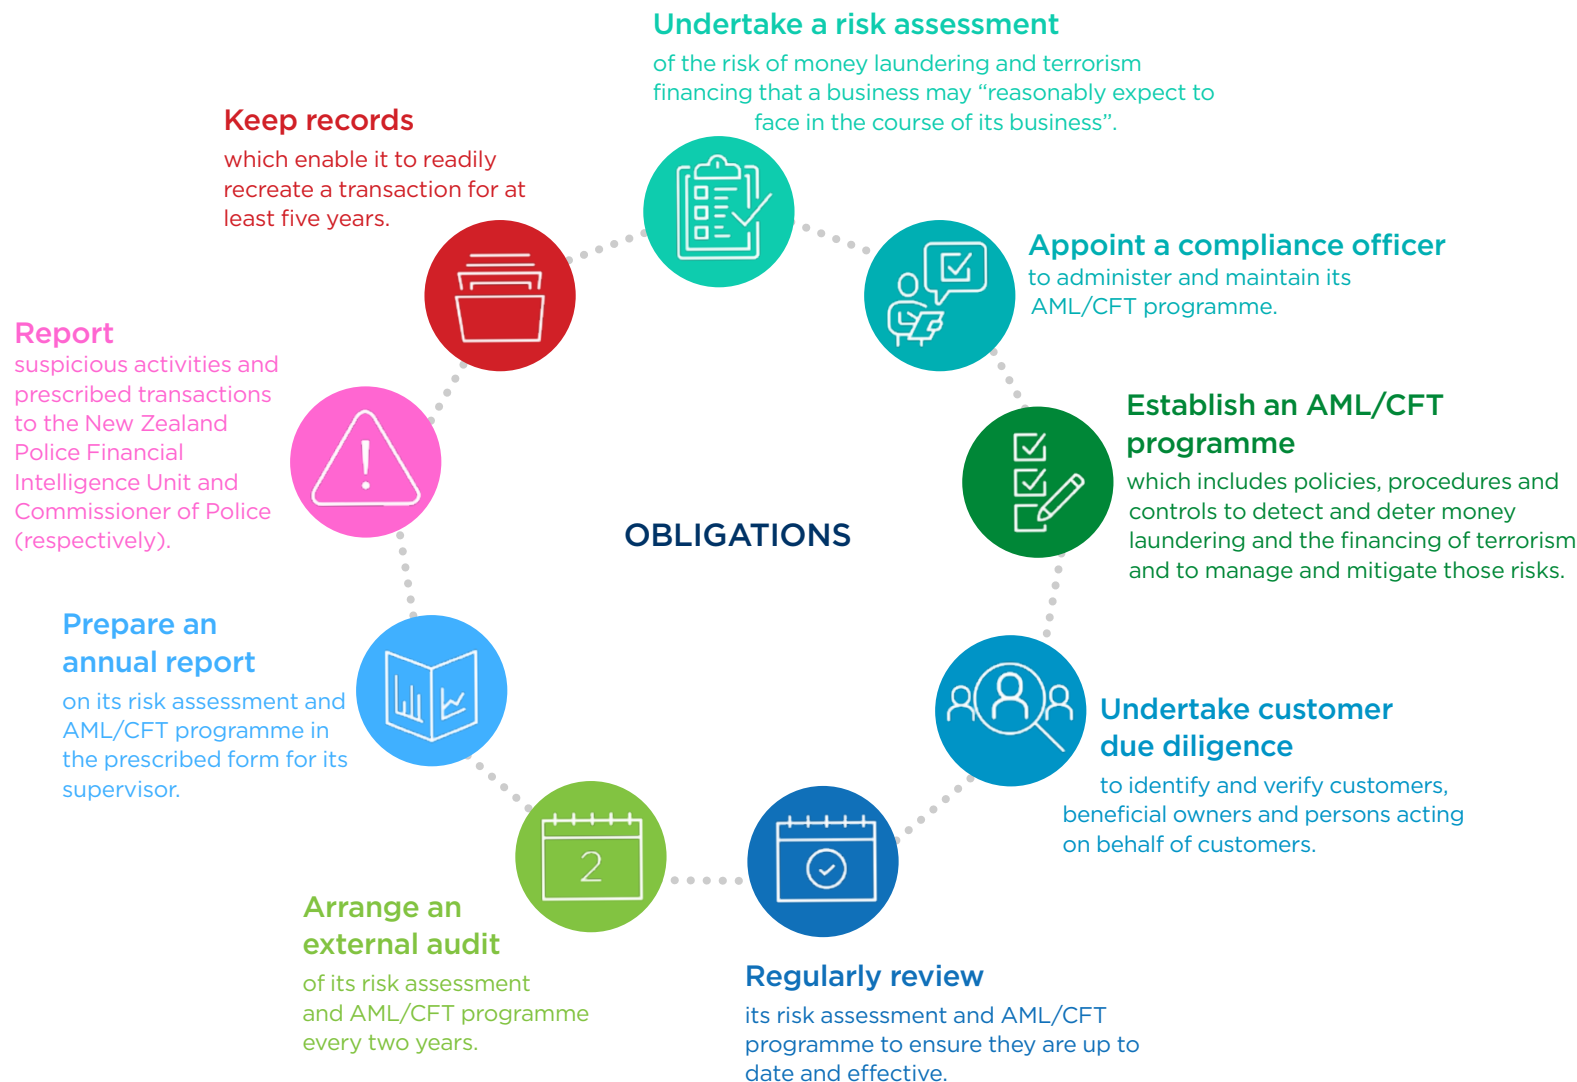 Undertake a risk assessment
of the risk of money laundering and terrorism
financing that a business may “reasonably expect to
face in the course of its business”.
Appoint a compliance officer
to administer and maintain its
AML/CFT programme.
Establish an AML/CFT
programme
which includes policies, procedures and
controls to detect and deter money
laundering and the financing of terrorism
and to manage and mitigate those risks.
Undertake customer
due diligence
to identify and verify customers,
beneficial owners and persons acting
on behalf of customers.
Regularly review
its risk assessment and AML/CFT
programme to ensure they are up to
date and effective.
2
Arrange an
external audit
of its risk assessment
and AML/CFT programme
every two years.
Prepare an
annual report
on its risk assessment and
AML/CFT programme in
the prescribed form for its
supervisor.
Report
suspicious activities and
prescribed transactions
to the New Zealand
Police Financial
Intelligence Unit and
Commissioner of Police
(respectively).
Keep records
which enable it to readily
recreate a transaction for at
least five years.
OBLIGATIONS